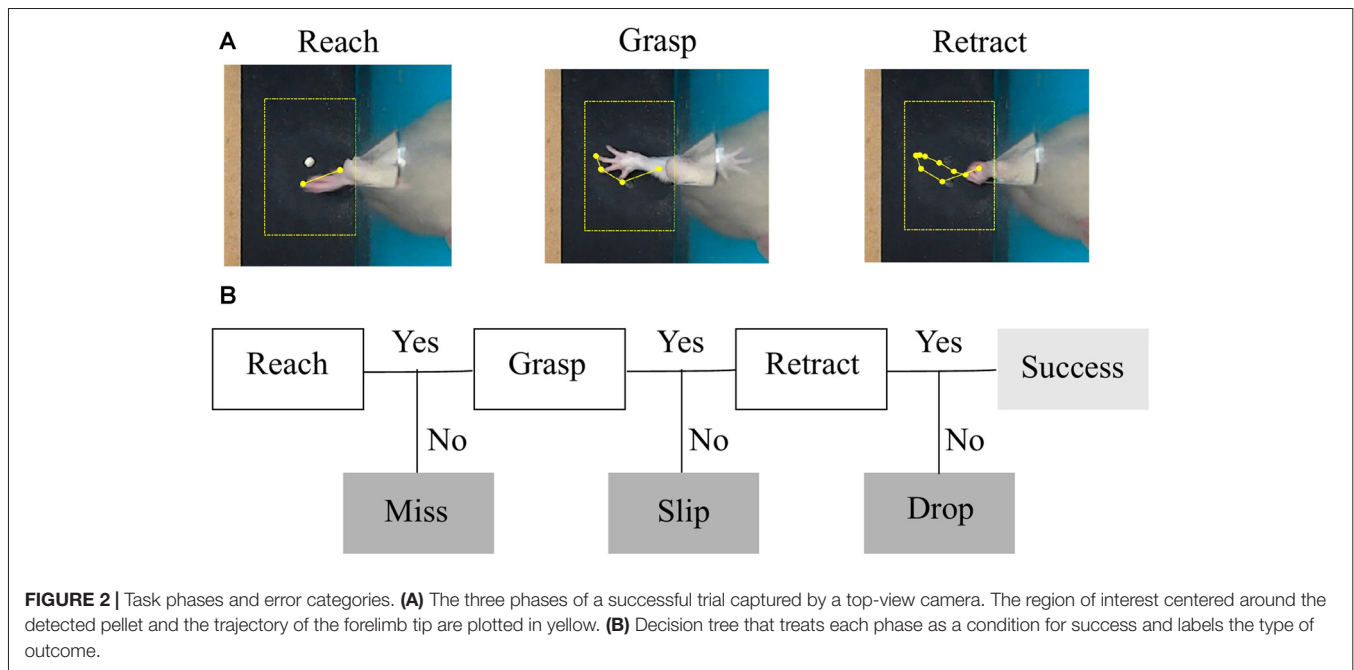 A
Reach
Grasp
Retract
B
Reach
Yes
Grasp
Yes
Retract
Yes
Success
No
No
No
Miss
Slip
Drop
FIGURE 2 | Task phases and error categories. (A) The three phases of a successful trial captured by a top-view camera. The region of interest centered around the
detected pellet and the trajectory of the forelimb tip are plotted in yellow. (B) Decision tree that treats each phase as a condition for success and labels the type of
outcome.